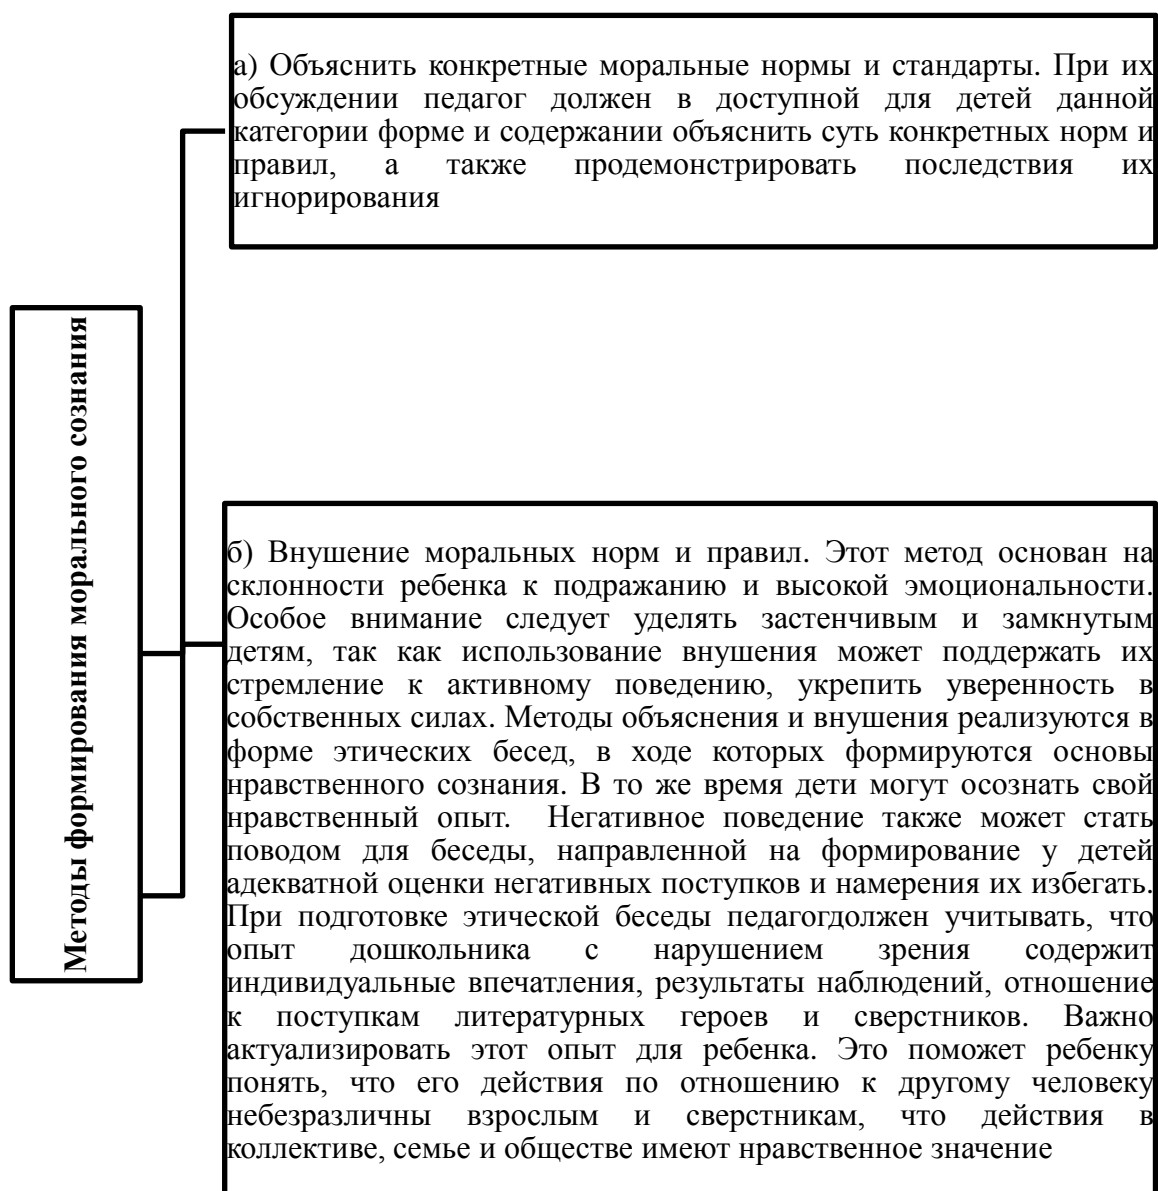 Методы формирования морального сознания
а) Объяснить конкретные моральные нормы и стандарты. При их
обсуждении педагог должен в доступной для детей данной
категории форме и содержании объяснить суть конкретных норм и
правил, а также продемонстрировать последствия их
игнорирования
б) Внушение моральных норм и правил. Этот метод основан на
склонности ребенка к подражанию и высокой эмоциональности.
Особое внимание следует уделять застенчивым и замкнутым
детям, так как использование внушения может поддержать их
стремление к активному поведению, укрепить уверенность в
собственных силах. Методы объяснения и внушения реализуются в
форме этических бесед, в ходе которых формируются основы
нравственного сознания. В то же время дети могут осознать свой
нравственный опыт. Негативное поведение также может стать
поводом для беседы, направленной на формирование у детей
адекватной оценки негативных поступков и намерения их избегать.
При подготовке этической беседы педагогдолжен учитывать, что
опыт дошкольника с нарушением зрения содержит
индивидуальные впечатления, результаты наблюдений, отношение
к поступкам литературных героев и сверстников. Важно
актуализировать этот опыт для ребенка. Это поможет ребенку
понять, что его действия по отношению к другому человеку
небезразличны взрослым и сверстникам, что действия в
коллективе, семье и обществе имеют нравственное значение